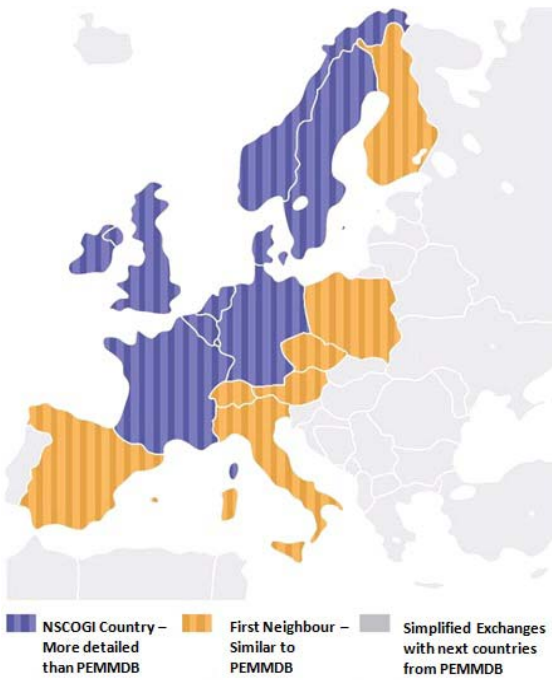 NSCOGI Country –
More detailed
than PEMMDB
First Neighbour –
Similar to
PEMMDB
Simplified Exchanges
with next countries
from PEMMDB